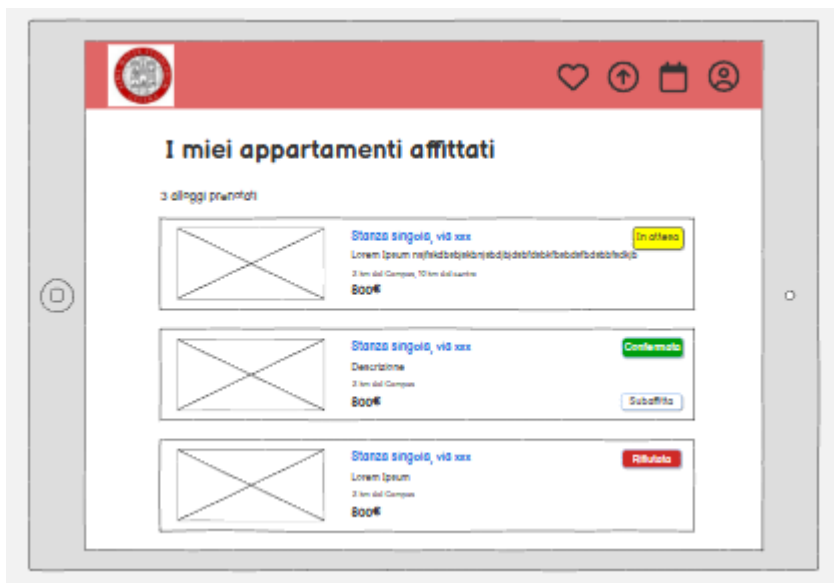 I miei appartamenti affittati
3 alloggi prenotati
Stanza singola, via xxx
In attesa
Lorem Ipsum
2 km dal Campus, 10 km dal centro
800€
Stanza singola, via xxx
Confermata
Descrizione
2 km dal Campus
800€
Subaffitta
Stanza singola, via xxx
Rifiutata
Lorem Ipsum
2 km dal Campus
800€